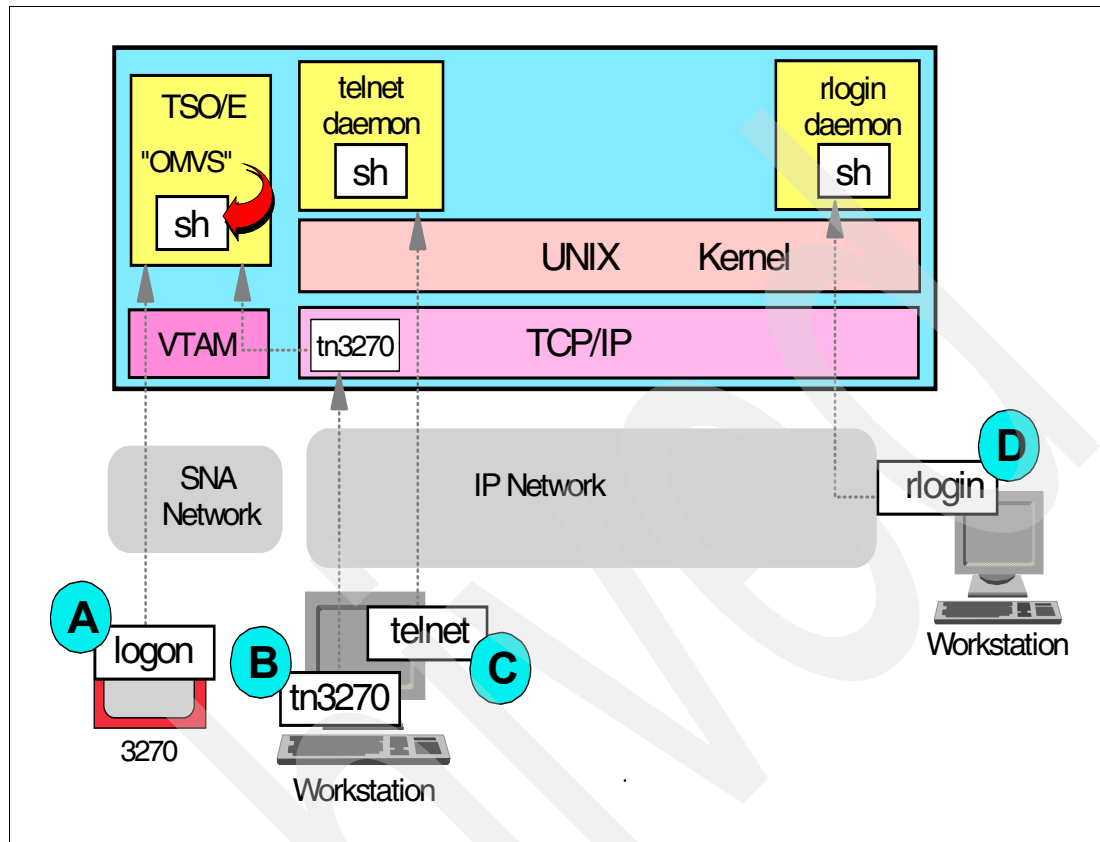 TSO/E
"OMVS"
sh
telnet
daemon
sh
rlogin
daemon
sh
UNIX Kernel
VTAM
tn3270
TCP/IP
SNA
Network
IP Network
D
rlogin
A
logon
3270
B
tn3270
telnet
C
Workstation
Workstation